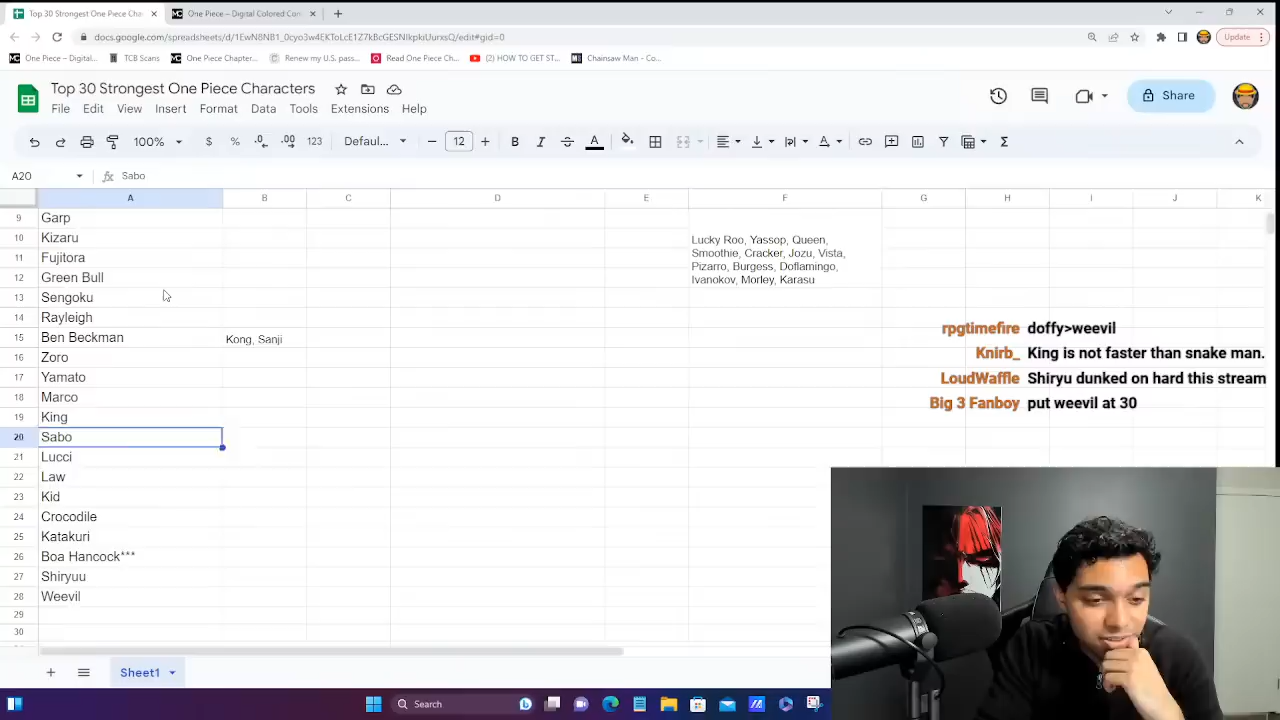 Top 30 Strongest One Piece Char
One Piece – Digital Colored Con
docs.google.com/spreadsheets/d/1EwN8NB1_0cyo3w4EKToLcE1Z7kBcGESNIkpkiUurxsQ/edit#gid=0
Update
One Piece – Digital...
TCB Scans
One Piece Chapter...
Renew my U.S. pass...
Read One Piece Ch...
(2) HOW TO GET ST...
Chainsaw Man - Co...
Top 30 Strongest One Piece Characters
File Edit View Insert Format Data Tools Extensions Help
Share
100% $ % .0 .00 123 Defaul... − 12 + B I A
A20 fx Sabo
A B C D E F G H I J K
9 Garp
10 Kizaru
11 Fujitora
12 Green Bull
13 Sengoku
14 Rayleigh
15 Ben Beckman Kong, Sanji
16 Zoro
17 Yamato
18 Marco
19 King
20 Sabo
21 Lucci
22 Law
23 Kid
24 Crocodile
25 Katakuri
26 Boa Hancock***
27 Shiryuu
28 Weevil
29
30
Lucky Roo, Yassop, Queen,
Smoothie, Cracker, Jozu, Vista,
Pizarro, Burgess, Doflamingo,
Ivanokov, Morley, Karasu
rpgtimefire doffy>weevil
Knirb_ King is not faster than snake man.
LoudWaffle Shiryu dunked on hard this stream
Big 3 Fanboy put weevil at 30
Sheet1
Search